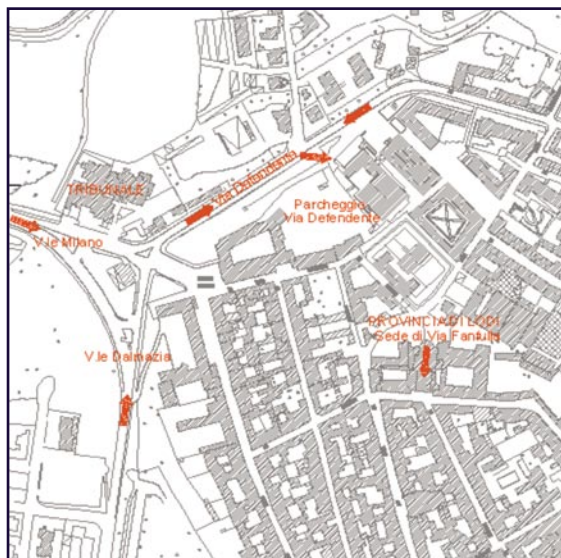 Via Defendente
TRIBUNALE
Parcheggio
Via Defendente
V.le Milano
PROVINCIA DI LODI
Sede di Via Fanfulla
V.le Dalmazia